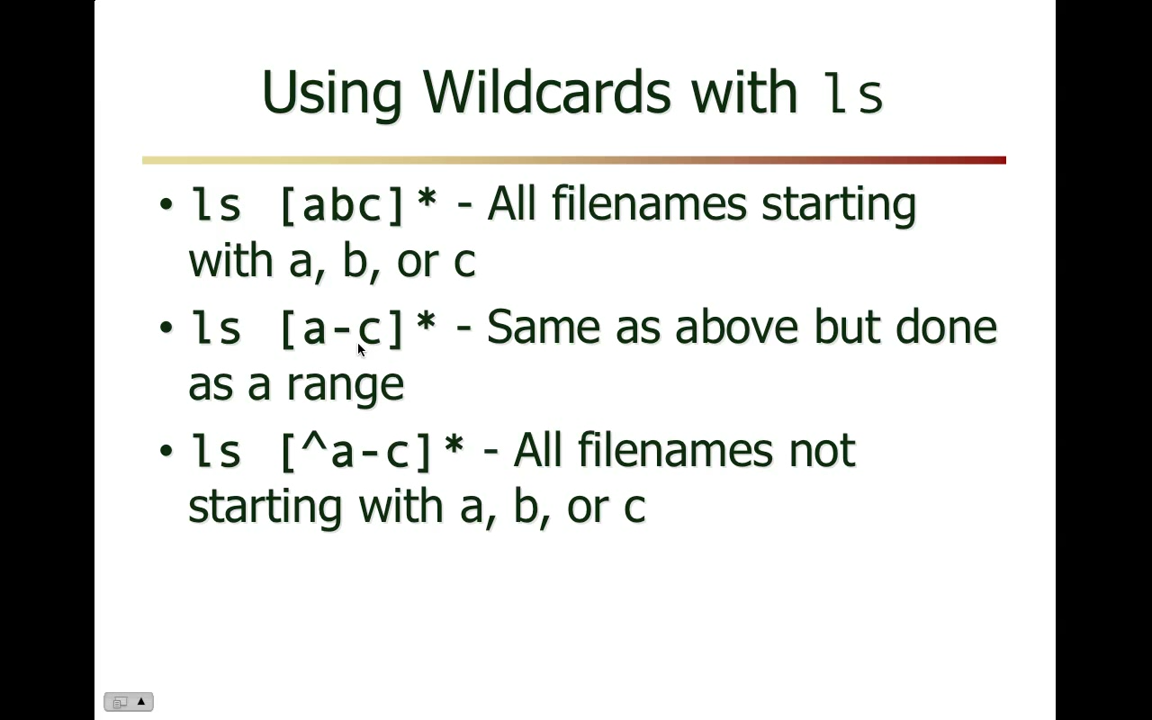 Using Wildcards with ls
• ls [abc]* - All filenames starting
with a, b, or c
• ls [a-c]* - Same as above but done
as a range
• ls [^a-c]* - All filenames not
starting with a, b, or c